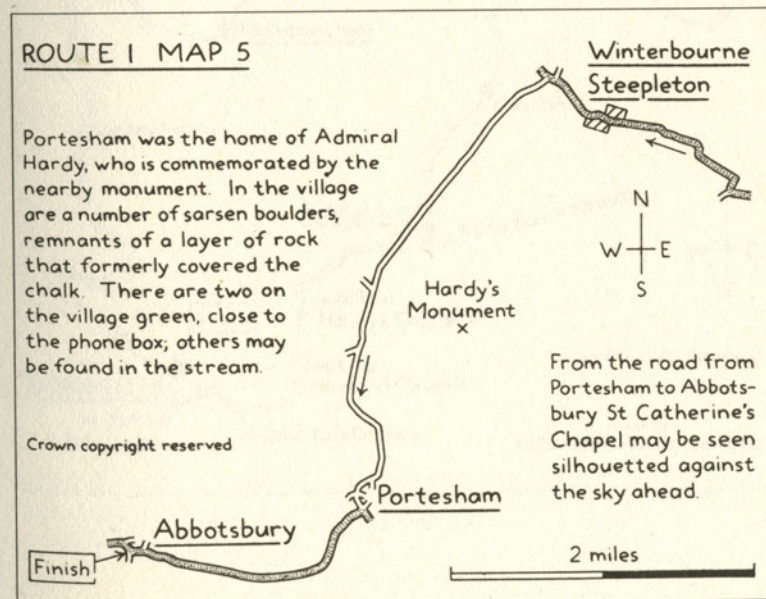 ROUTE 1 MAP 5
Portesham was the home of Admiral
Hardy, who is commemorated by the
nearby monument. In the village
are a number of sarsen boulders,
remnants of a layer of rock
that formerly covered the
chalk. There are two on
the village green, close to
the phone box; others may
be found in the stream.
Crown copyright reserved
Winterbourne
Steepleton
N
W E
S
Hardy's
Monument
x
From the road from
Portesham to Abbots-
bury St Catherine's
Chapel may be seen
silhouetted against
the sky ahead.
Portesham
Abbotsbury
Finish
2 miles